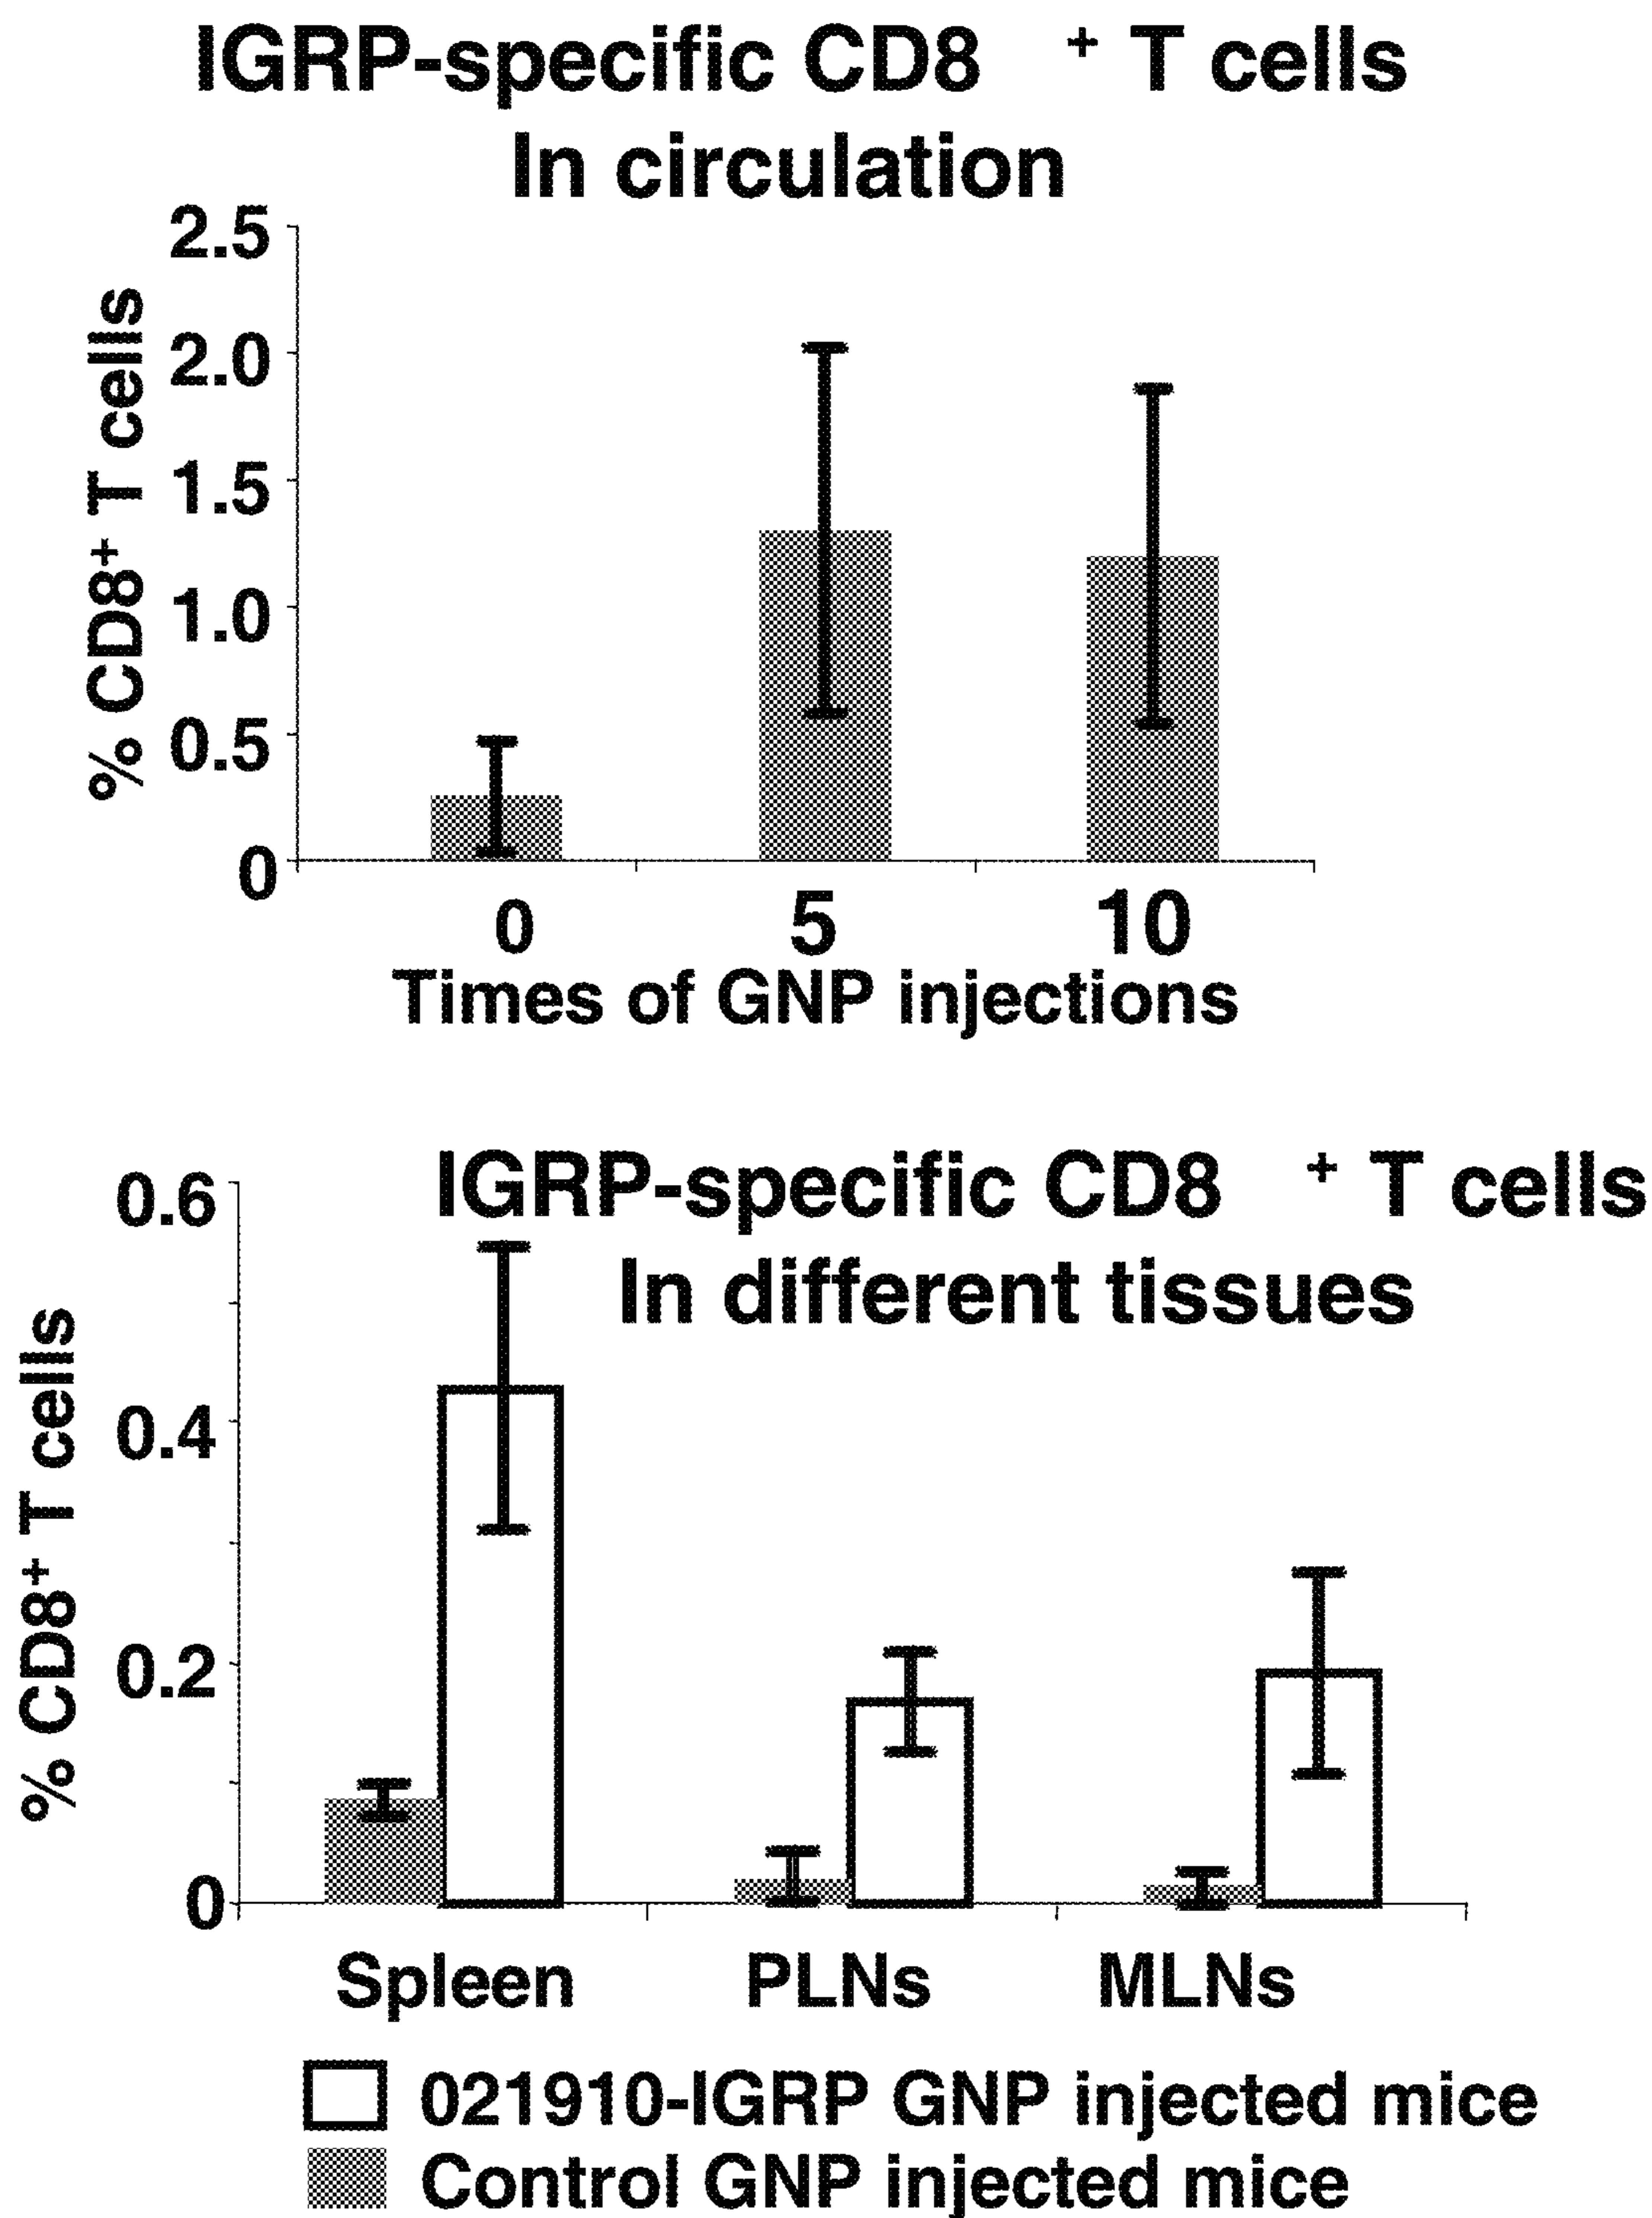 IGRP-specific CD8 + T cells
In circulation
% CD8+ T cells
2.5
2.0
1.5
1.0
0.5
0
0 5 10
Times of GNP injections
IGRP-specific CD8 + T cells
In different tissues
% CD8+ T cells
0.6
0.4
0.2
0
Spleen PLNs MLNs
021910-IGRP GNP injected mice
Control GNP injected mice